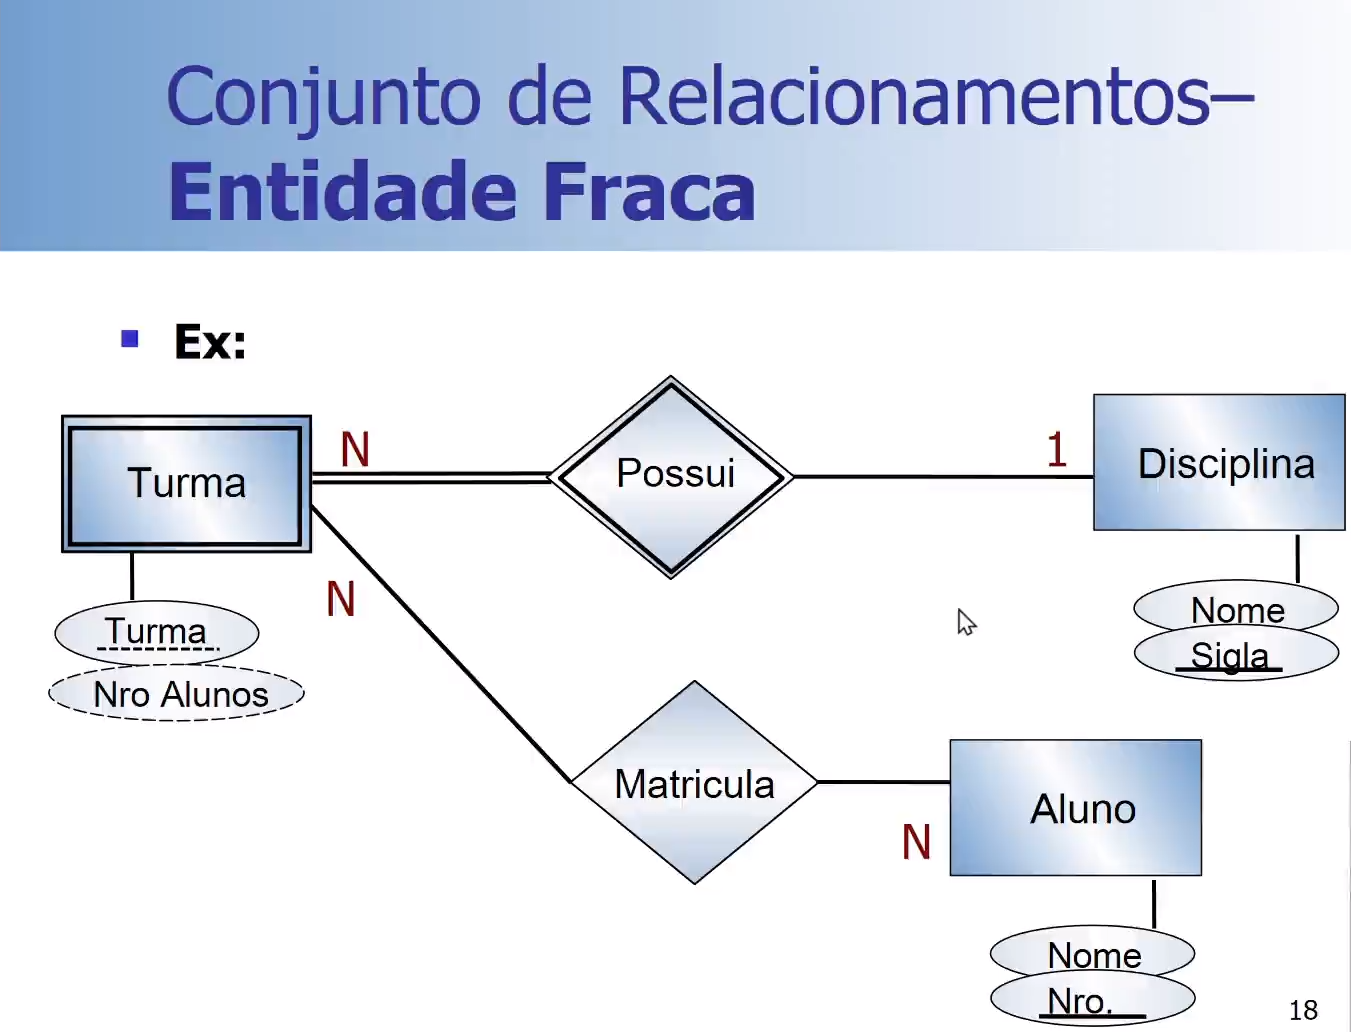 Conjunto de Relacionamentos–
Entidade Fraca
Ex:
Turma
N
Possui
1
Disciplina
N
Turma
Nro Alunos
Nome
Sigla
Matricula
N
Aluno
Nome
Nro.
18